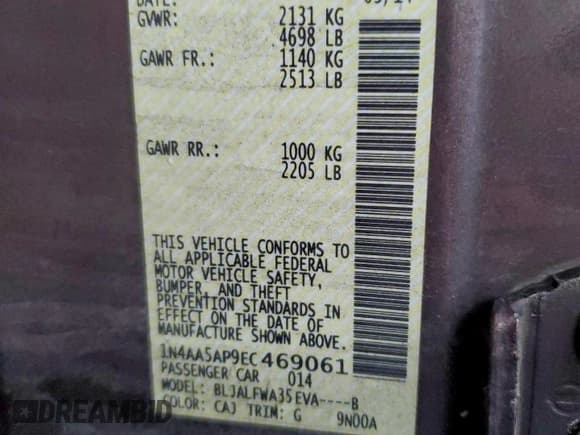 DATE:
GVWR: 2131 KG
4698 LB
GAWR FR.: 1140 KG
2513 LB
GAWR RR.: 1000 KG
2205 LB
THIS VEHICLE CONFORMS TO
ALL APPLICABLE FEDERAL
MOTOR VEHICLE SAFETY,
BUMPER, AND THEFT
PREVENTION STANDARDS IN
EFFECT ON THE DATE OF
MANUFACTURE SHOWN ABOVE.
1N4AA5AP9EC469061
PASSENGER CAR 014
MODEL: BLJALFWA35EVA----B
COLOR: CAJ TRIM: G 9N00A
DREAMBID